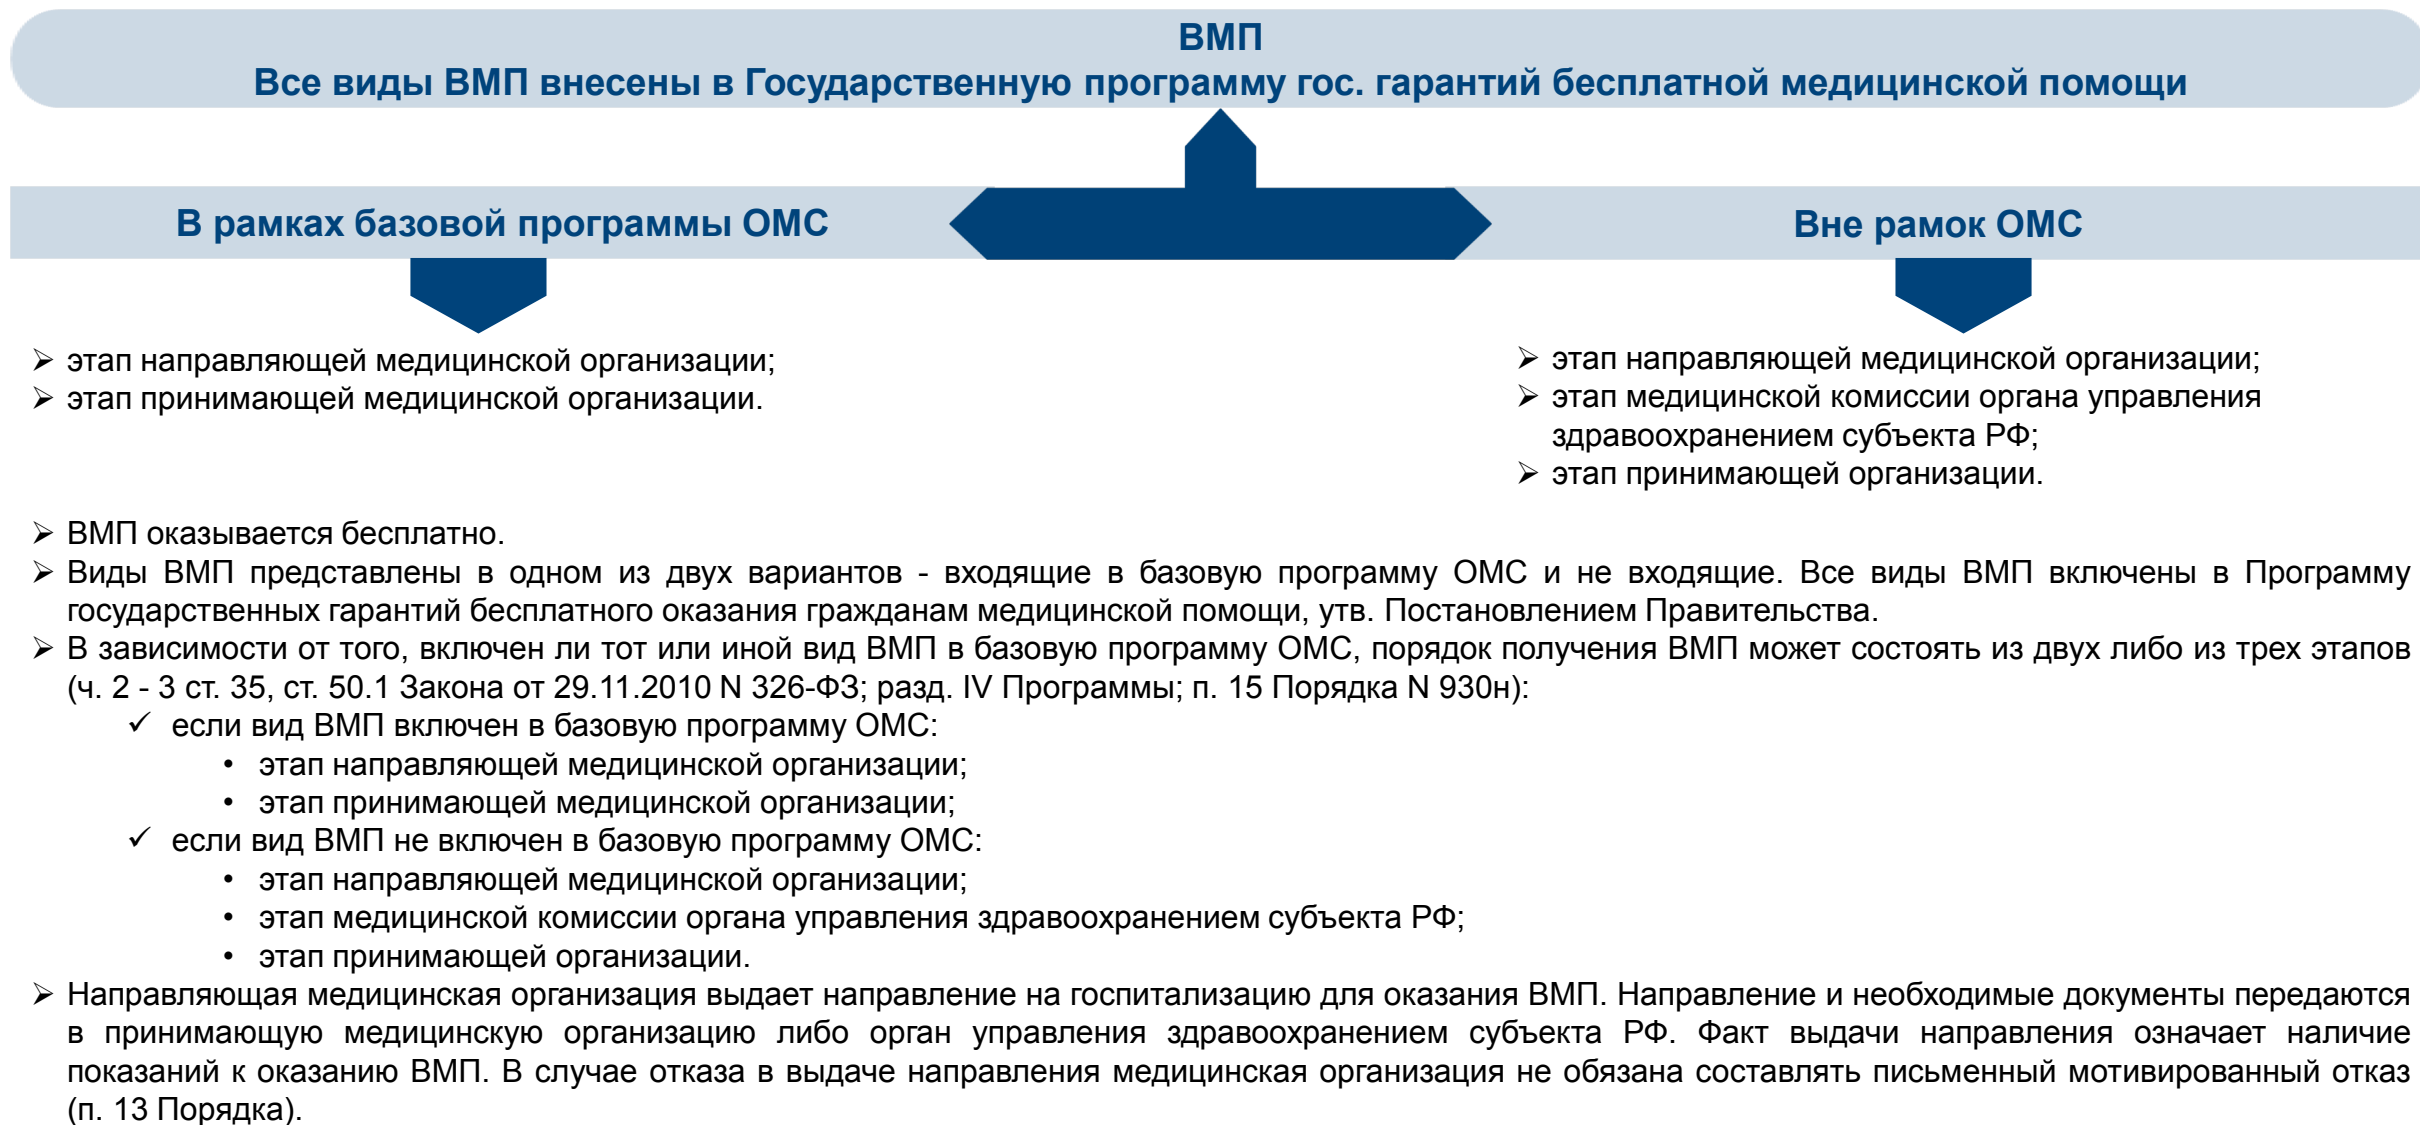 ВМП
Все виды ВМП внесены в Государственную программу гос. гарантий бесплатной медицинской помощи
В рамках базовой программы ОМС
Вне рамок ОМС
➢ этап направляющей медицинской организации;
➢ этап принимающей медицинской организации.
➢ этап направляющей медицинской организации;
➢ этап медицинской комиссии органа управления
здравоохранением субъекта РФ;
➢ этап принимающей организации.
➢ ВМП оказывается бесплатно.
➢ Виды ВМП представлены в одном из двух вариантов - входящие в базовую программу ОМС и не входящие. Все виды ВМП включены в Программу
государственных гарантий бесплатного оказания гражданам медицинской помощи, утв. Постановлением Правительства.
➢ В зависимости от того, включен ли тот или иной вид ВМП в базовую программу ОМС, порядок получения ВМП может состоять из двух либо из трех этапов
(ч. 2 - 3 ст. 35, ст. 50.1 Закона от 29.11.2010 N 326-ФЗ; разд. IV Программы; п. 15 Порядка N 930н):
✓ если вид ВМП включен в базовую программу ОМС:
• этап направляющей медицинской организации;
• этап принимающей медицинской организации;
✓ если вид ВМП не включен в базовую программу ОМС:
• этап направляющей медицинской организации;
• этап медицинской комиссии органа управления здравоохранением субъекта РФ;
• этап принимающей организации.
➢ Направляющая медицинская организация выдает направление на госпитализацию для оказания ВМП. Направление и необходимые документы передаются
в принимающую медицинскую организацию либо орган управления здравоохранением субъекта РФ. Факт выдачи направления означает наличие
показаний к оказанию ВМП. В случае отказа в выдаче направления медицинская организация не обязана составлять письменный мотивированный отказ
(п. 13 Порядка).